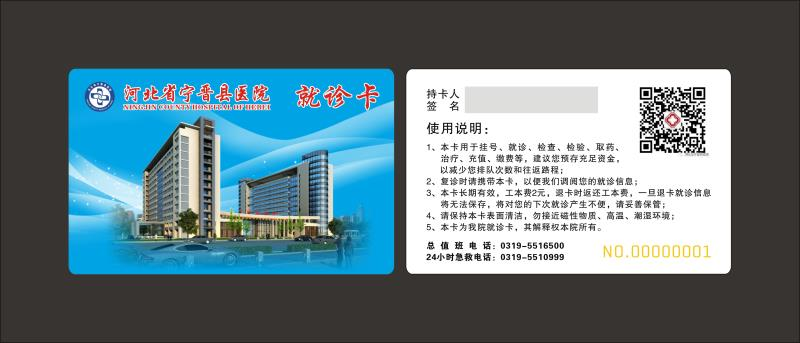 河北省宁晋县医院
NINGJIN COUNTY HOSPITAL OF HEBEI
就诊卡
持卡人
签 名
使用说明：
1、本卡用于挂号、就诊、检查、检验、取药、
治疗、充值、缴费等，建议您预存充足资金，
以减少您排队次数和往返路程；
2、复诊时请携带本卡，以便我们调阅您的就诊信息；
3、本卡长期有效，工本费2元，退卡时返还工本费，一旦退卡就诊信息
将无法保存，将对您的下次就诊产生不便，请妥善保管；
4、请保持本卡表面清洁，勿接近磁性物质、高温、潮湿环境；
5、本卡为我院就诊卡，其解释权本院所有。
总 值 班 电 话：0319-5516500
24小时急救电话：0319-5510999
NO.00000001